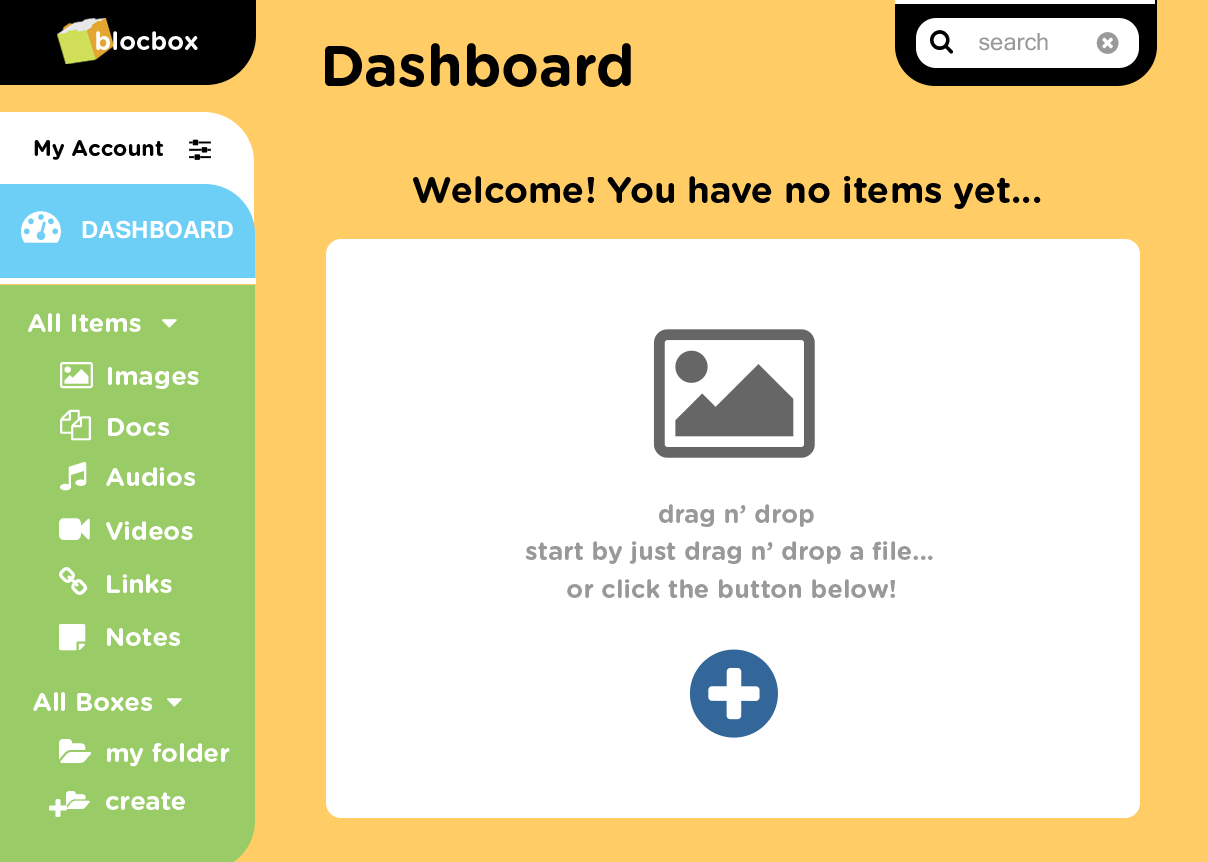 blocbox
Dashboard
search
My Account
DASHBOARD
Welcome! You have no items yet...
All Items
Images
Docs
Audios
Videos
Links
Notes
All Boxes
my folder
create
drag n’ drop
start by just drag n’ drop a file...
or click the button below!